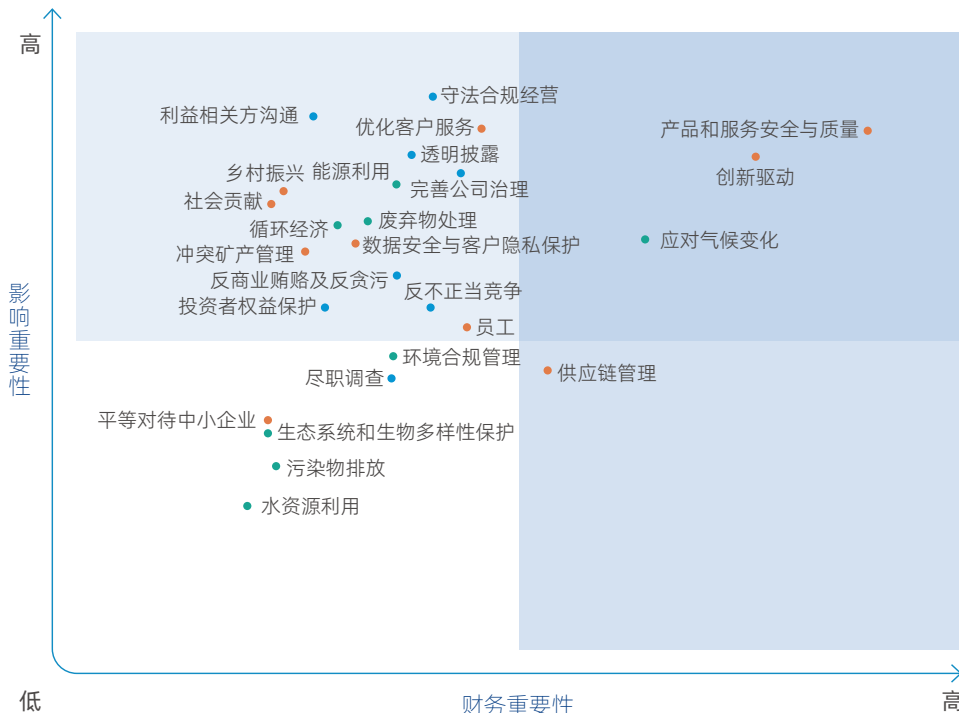 高
守法合规经营
利益相关方沟通
优化客户服务
产品和服务安全与质量
透明披露
能源利用
乡村振兴
创新驱动
完善公司治理
社会贡献
废弃物处理
循环经济
应对气候变化
数据安全与客户隐私保护
冲突矿产管理
反商业贿赂及反贪污
反不正当竞争
投资者权益保护
员工
影响重要性
环境合规管理
供应链管理
尽职调查
平等对待中小企业
生态系统和生物多样性保护
污染物排放
水资源利用
低
财务重要性
高